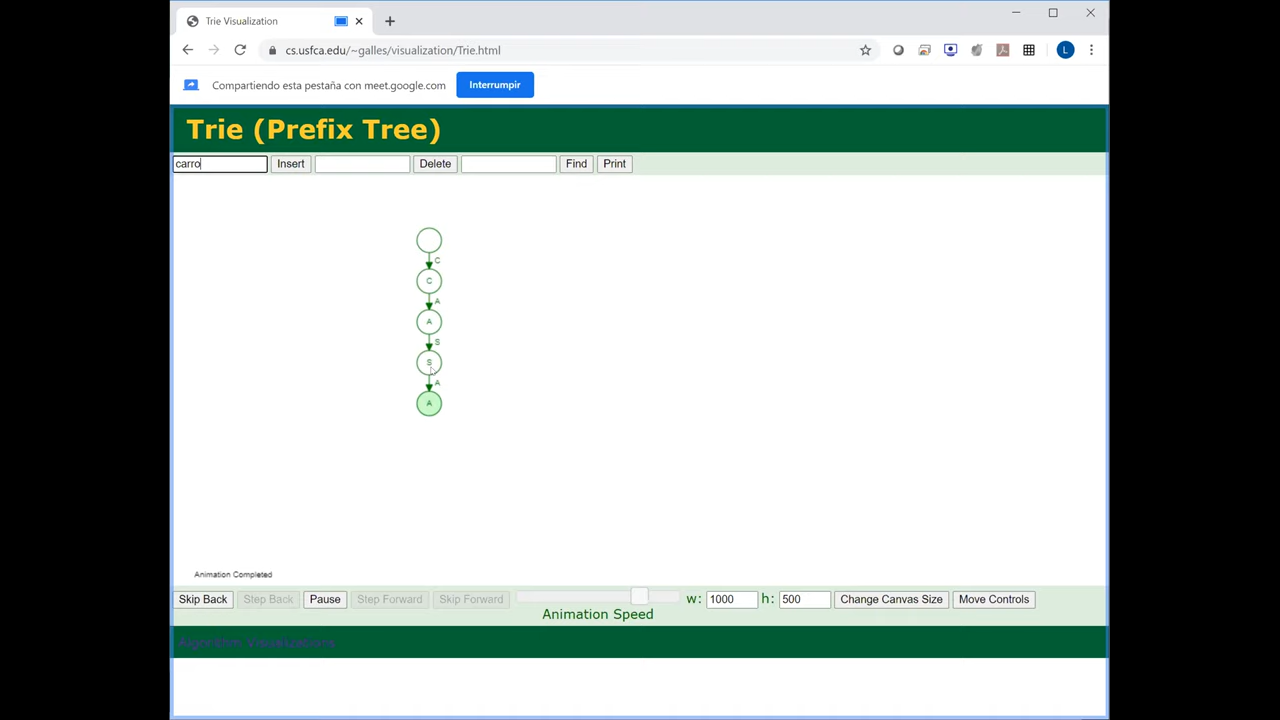 Trie Visualization
cs.usfca.edu/~galles/visualization/Trie.html
L
Compartiendo esta pestaña con meet.google.com Interrumpir
Trie (Prefix Tree)
carro Insert Delete Find Print
C
C
A
A
S
S
A
A
Animation Completed
Skip Back Step Back Pause Step Forward Skip Forward w: 1000 h: 500 Change Canvas Size Move Controls
Animation Speed
Algorithm Visualizations